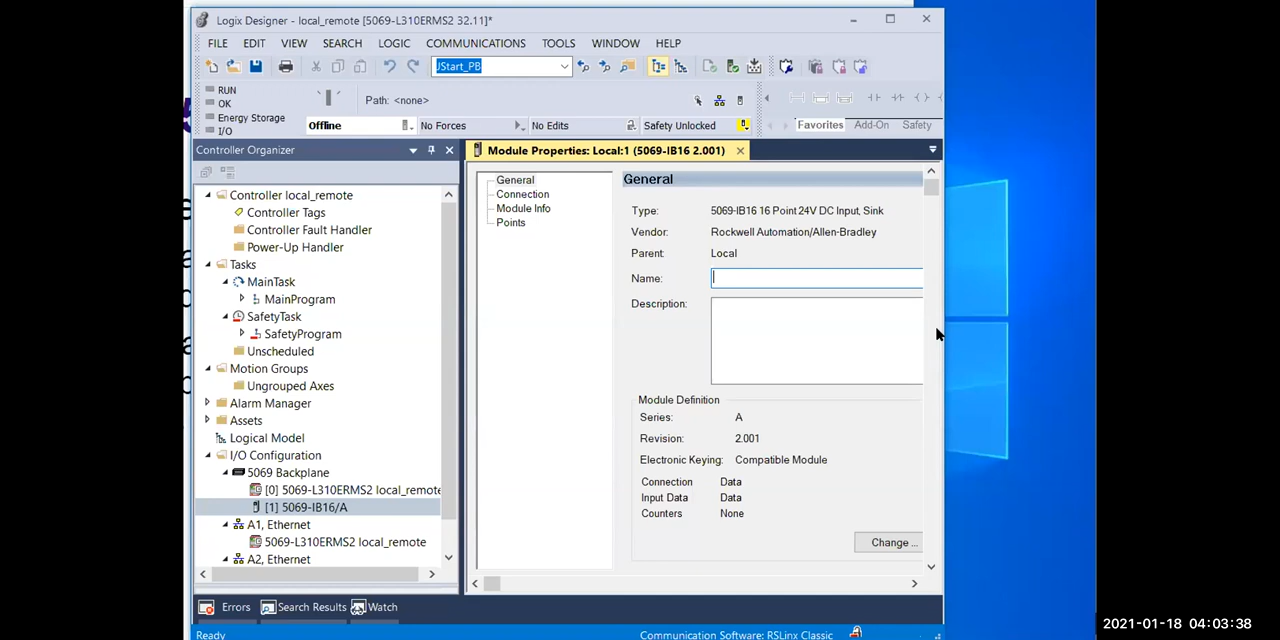 Logix Designer - local_remote [5069-L310ERMS2 32.11]*
FILE EDIT VIEW SEARCH LOGIC COMMUNICATIONS TOOLS WINDOW HELP
JStart_PB
RUN
OK
Energy Storage
I/O
Path: <none>
Offline
No Forces
No Edits
Safety Unlocked
Favorites Add-On Safety
Controller Organizer
Controller local_remote
Controller Tags
Controller Fault Handler
Power-Up Handler
Tasks
MainTask
MainProgram
SafetyTask
SafetyProgram
Unscheduled
Motion Groups
Ungrouped Axes
Alarm Manager
Assets
Logical Model
I/O Configuration
5069 Backplane
[0] 5069-L310ERMS2 local_remote
[1] 5069-IB16/A
A1, Ethernet
5069-L310ERMS2 local_remote
A2, Ethernet
Module Properties: Local:1 (5069-IB16 2.001)
General
Connection
Module Info
Points
General
Type: 5069-IB16 16 Point 24V DC Input, Sink
Vendor: Rockwell Automation/Allen-Bradley
Parent: Local
Name:
Description:
Module Definition
Series: A
Revision: 2.001
Electronic Keying: Compatible Module
Connection Data
Input Data Data
Counters None
Change ...
Errors Search Results Watch
Ready
Communication Software: RSLinx Classic
2021-01-18 04:03:38